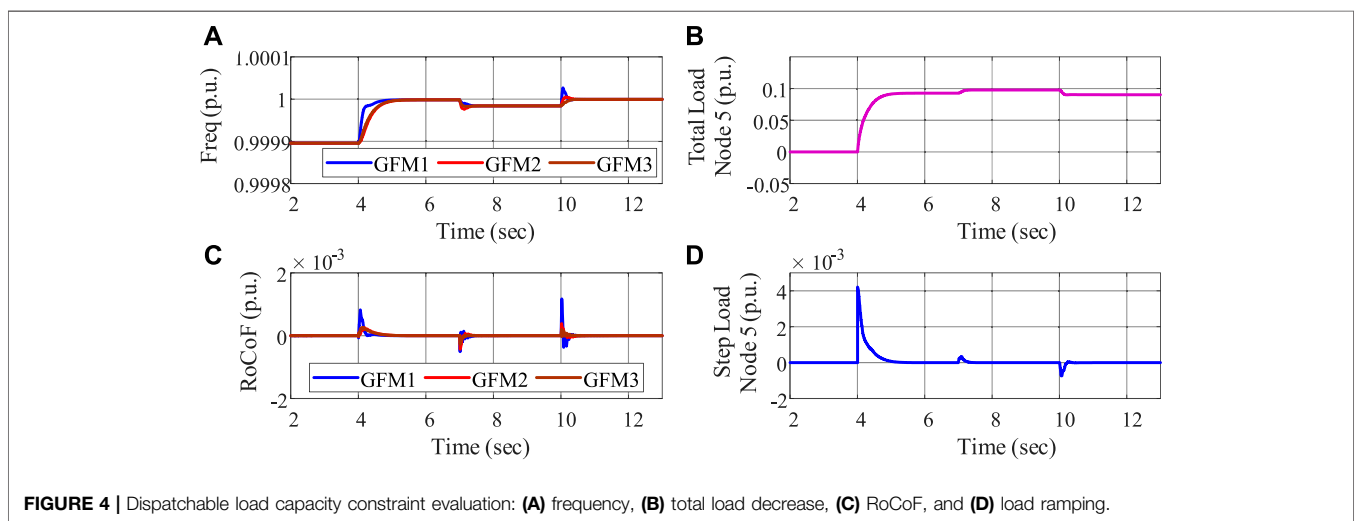 A
1.0001
1
0.9999
0.9998
Freq (p.u.)
GFM1 GFM2 GFM3
2 4 6 8 10 12
Time (sec)
B
0.1
0.05
0
-0.05
Total Load
Node 5 (p.u.)
2 4 6 8 10 12
Time (sec)
C
× 10⁻³
2
0
-2
RoCoF (p.u.)
GFM1 GFM2 GFM3
2 4 6 8 10 12
Time (sec)
D
× 10⁻³
4
2
0
-2
Step Load
Node 5 (p.u.)
2 4 6 8 10 12
Time (sec)
FIGURE 4 | Dispatchable load capacity constraint evaluation: (A) frequency, (B) total load decrease, (C) RoCoF, and (D) load ramping.